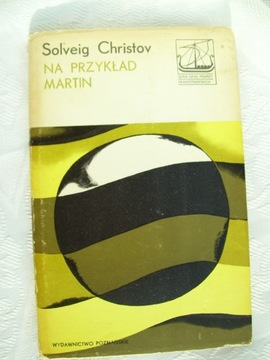 Solveig Christov
NA PRZYKŁAD
MARTIN
WYDAWNICTWO POZNAŃSKIE